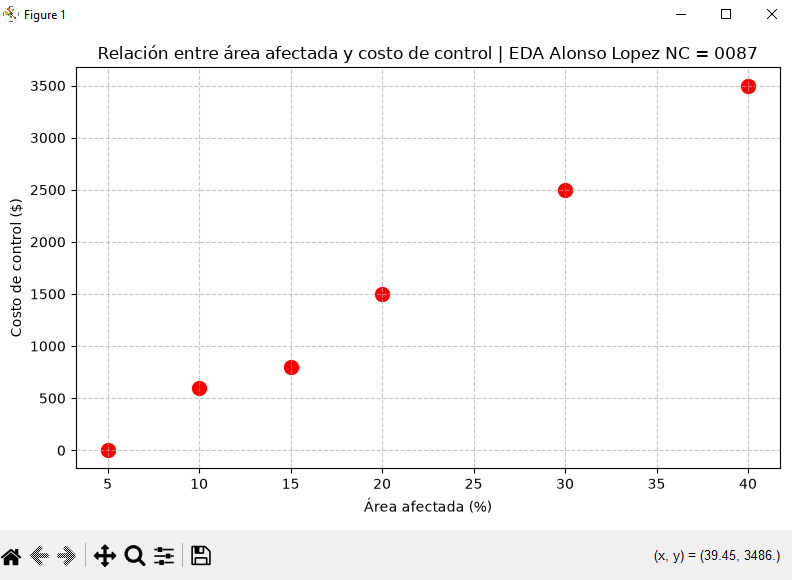 Figure 1
Relación entre área afectada y costo de control | EDA Alonso Lopez NC = 0087
3500
3000
2500
2000
1500
1000
500
0
Costo de control ($)
5 10 15 20 25 30 35 40
Área afectada (%)
(x, y) = (39.45, 3486.)